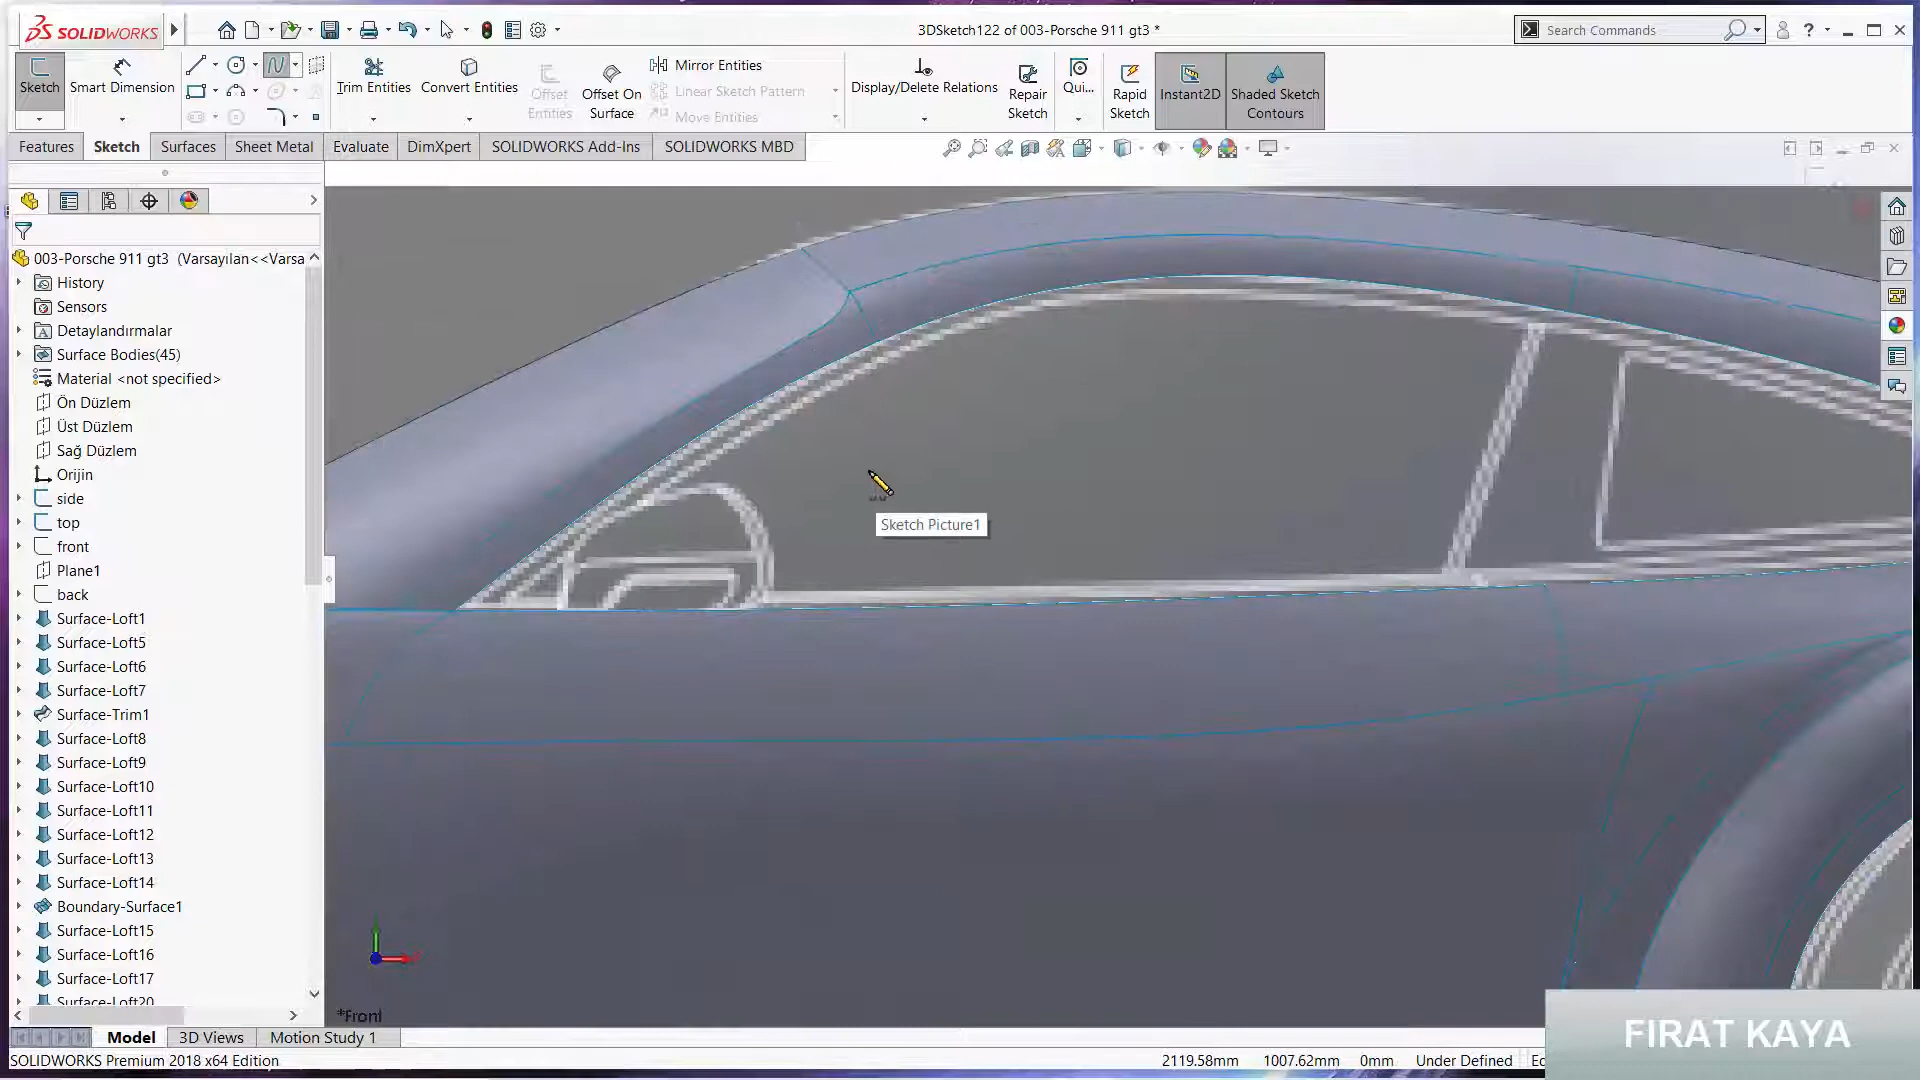 SOLIDWORKS
3DSketch122 of 003-Porsche 911 gt3 *
Search Commands
?
Sketch
Smart Dimension
Trim Entities
Convert Entities
Offset Entities
Offset On Surface
Mirror Entities
Linear Sketch Pattern
Move Entities
Display/Delete Relations
Repair Sketch
Qui...
Rapid Sketch
Instant2D
Shaded Sketch Contours
Features
Sketch
Surfaces
Sheet Metal
Evaluate
DimXpert
SOLIDWORKS Add-Ins
SOLIDWORKS MBD
003-Porsche 911 gt3 (Varsayılan<<Varsa
History
Sensors
Detaylandırmalar
Surface Bodies(45)
Material <not specified>
Ön Düzlem
Üst Düzlem
Sağ Düzlem
Orijin
side
top
front
Plane1
back
Surface-Loft1
Surface-Loft5
Surface-Loft6
Surface-Loft7
Surface-Trim1
Surface-Loft8
Surface-Loft9
Surface-Loft10
Surface-Loft11
Surface-Loft12
Surface-Loft13
Surface-Loft14
Boundary-Surface1
Surface-Loft15
Surface-Loft16
Surface-Loft17
Surface-Loft20
Sketch Picture1
*Front
Model
3D Views
Motion Study 1
SOLIDWORKS Premium 2018 x64 Edition
2119.58mm
1007.62mm
0mm
Under Defined
FIRAT KAYA